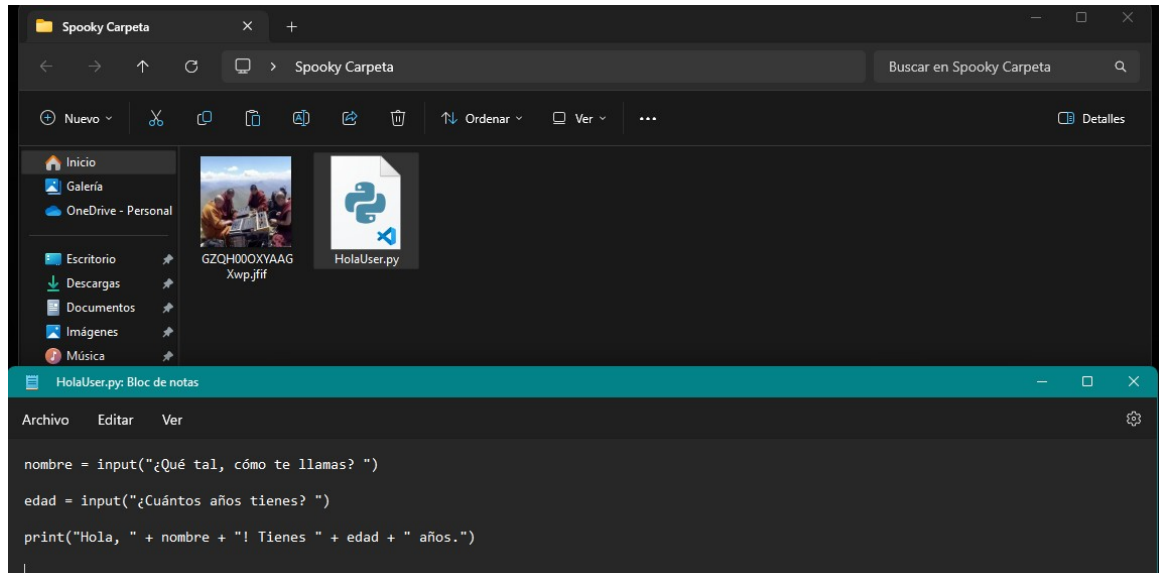 Spooky Carpeta
Spooky Carpeta
Buscar en Spooky Carpeta
Nuevo
Ordenar
Ver
Detalles
Inicio
Galería
OneDrive - Personal
Escritorio
Descargas
Documentos
Imágenes
Música
GZQH00OXYAAG
Xwp.jfif
HolaUser.py
HolaUser.py: Bloc de notas
Archivo Editar Ver
nombre = input("¿Qué tal, cómo te llamas? ")
edad = input("¿Cuántos años tienes? ")
print("Hola, " + nombre + "! Tienes " + edad + " años.")